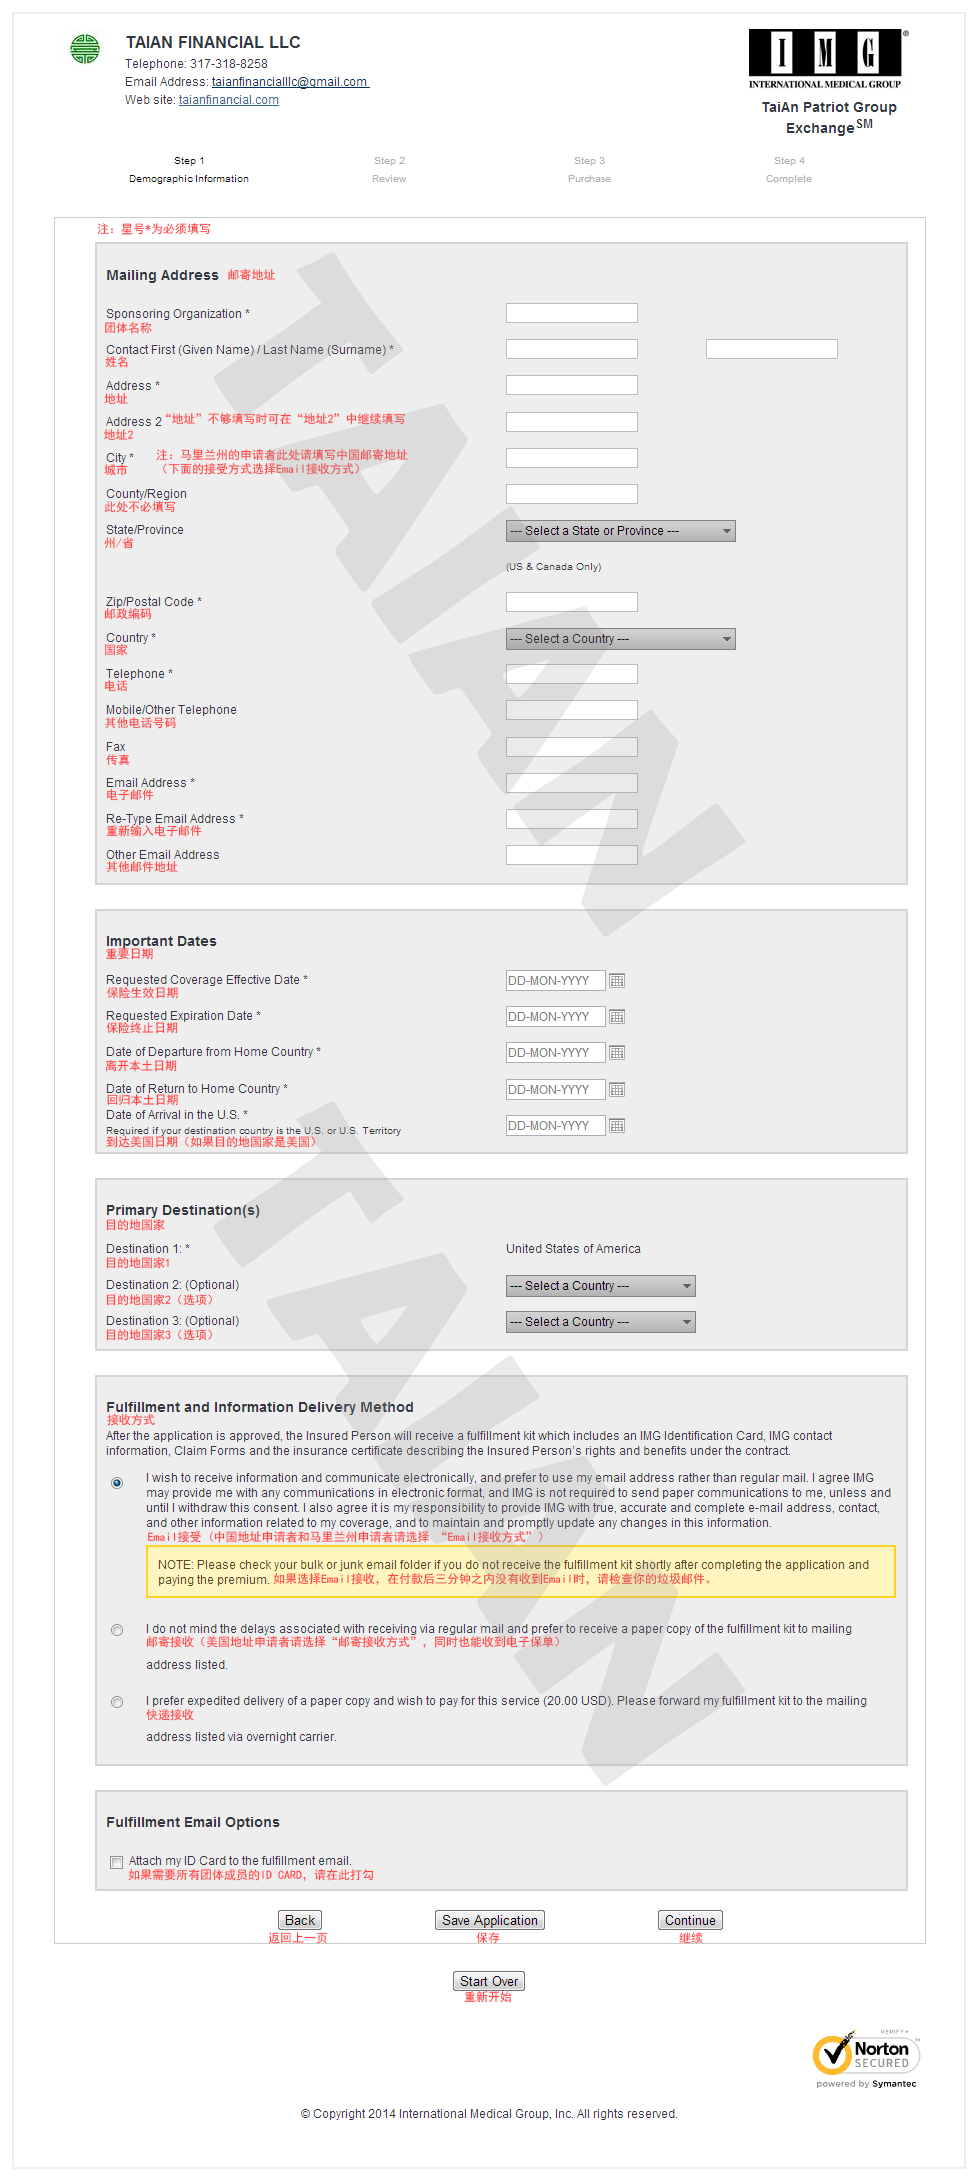 TAIAN FINANCIAL LLC
Telephone: 317-318-8258
Email Address: taianfinancialllc@gmail.com
Web site: taianfinancial.com
IMG
®
INTERNATIONAL MEDICAL GROUP
TaiAn Patriot Group
Exchange SM
Step 1 Step 2 Step 3 Step 4
Demographic Information Review Purchase Complete
注：星号*为必须填写
Mailing Address 邮寄地址
Sponsoring Organization *
团体名称
Contact First (Given Name) / Last Name (Surname) *
姓名
Address *
地址
Address 2 “地址”不够填写时可在“地址2”中继续填写
地址2
City * 注：马里兰州的申请者此处请填写中国邮寄地址
城市 （下面的接受方式选择Email接收方式）
County/Region
此处不必填写
State/Province --- Select a State or Province ---
州/省
(US & Canada Only)
Zip/Postal Code *
邮政编码
Country * --- Select a Country ---
国家
Telephone *
电话
Mobile/Other Telephone
其他电话号码
Fax
传真
Email Address *
电子邮件
Re-Type Email Address *
重新输入电子邮件
Other Email Address
其他邮件地址
TAIAN
Important Dates
重要日期
Requested Coverage Effective Date * DD-MON-YYYY
保险生效日期
Requested Expiration Date * DD-MON-YYYY
保险终止日期
Date of Departure from Home Country * DD-MON-YYYY
离开本土日期
Date of Return to Home Country * DD-MON-YYYY
回归本土日期
Date of Arrival in the U.S. *
Required if your destination country is the U.S. or U.S. Territory DD-MON-YYYY
到达美国日期（如果目的地国家是美国）
Primary Destination(s)
目的地国家
Destination 1: * United States of America
目的地国家1
Destination 2: (Optional) --- Select a Country ---
目的地国家2（选项）
Destination 3: (Optional) --- Select a Country ---
目的地国家3（选项）
TAIAN
Fulfillment and Information Delivery Method
接收方式
After the application is approved, the Insured Person will receive a fulfillment kit which includes an IMG Identification Card, IMG contact
information, Claim Forms and the insurance certificate describing the Insured Person's rights and benefits under the contract.
I wish to receive information and communicate electronically, and prefer to use my email address rather than regular mail. I agree IMG
may provide me with any communications in electronic format, and IMG is not required to send paper communications to me, unless and
until I withdraw this consent. I also agree it is my responsibility to provide IMG with true, accurate and complete e-mail address, contact,
and other information related to my coverage, and to maintain and promptly update any changes in this information.
Email接受（中国地址申请者和马里兰州申请者请选择 “Email接收方式”）
NOTE: Please check your bulk or junk email folder if you do not receive the fulfillment kit shortly after completing the application and
paying the premium. 如果选择Email接收，在付款后三分钟之内没有收到Email时，请检查你的垃圾邮件。
I do not mind the delays associated with receiving via regular mail and prefer to receive a paper copy of the fulfillment kit to mailing
邮寄接收（美国地址申请者请选择“邮寄接收方式”，同时也能收到电子保单）
address listed.
I prefer expedited delivery of a paper copy and wish to pay for this service (20.00 USD). Please forward my fulfillment kit to the mailing
快递接收
address listed via overnight carrier.
Fulfillment Email Options
Attach my ID Card to the fulfillment email.
如果需要所有团体成员的ID CARD，请在此打勾
Back Save Application Continue
返回上一页 保存 继续
Start Over
重新开始
VERIFY
Norton
SECURED
powered by Symantec
© Copyright 2014 International Medical Group, Inc. All rights reserved.